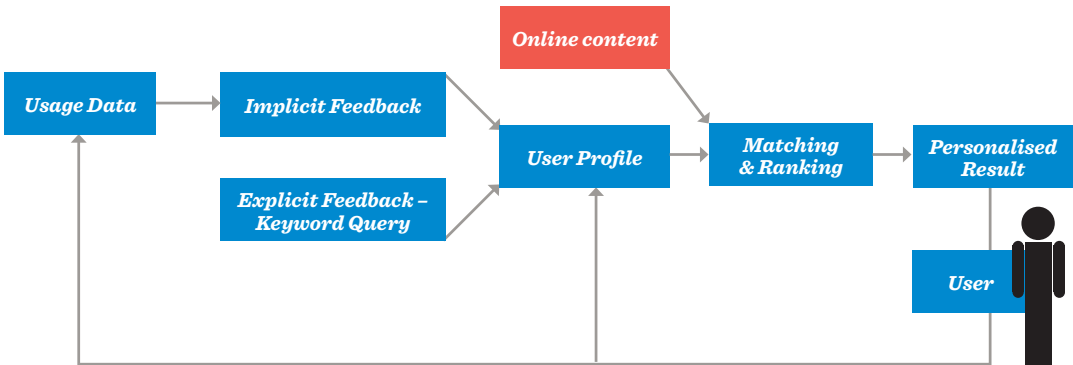 Online content
Usage Data
Implicit Feedback
Explicit Feedback –
Keyword Query
User Profile
Matching
& Ranking
Personalised
Result
User